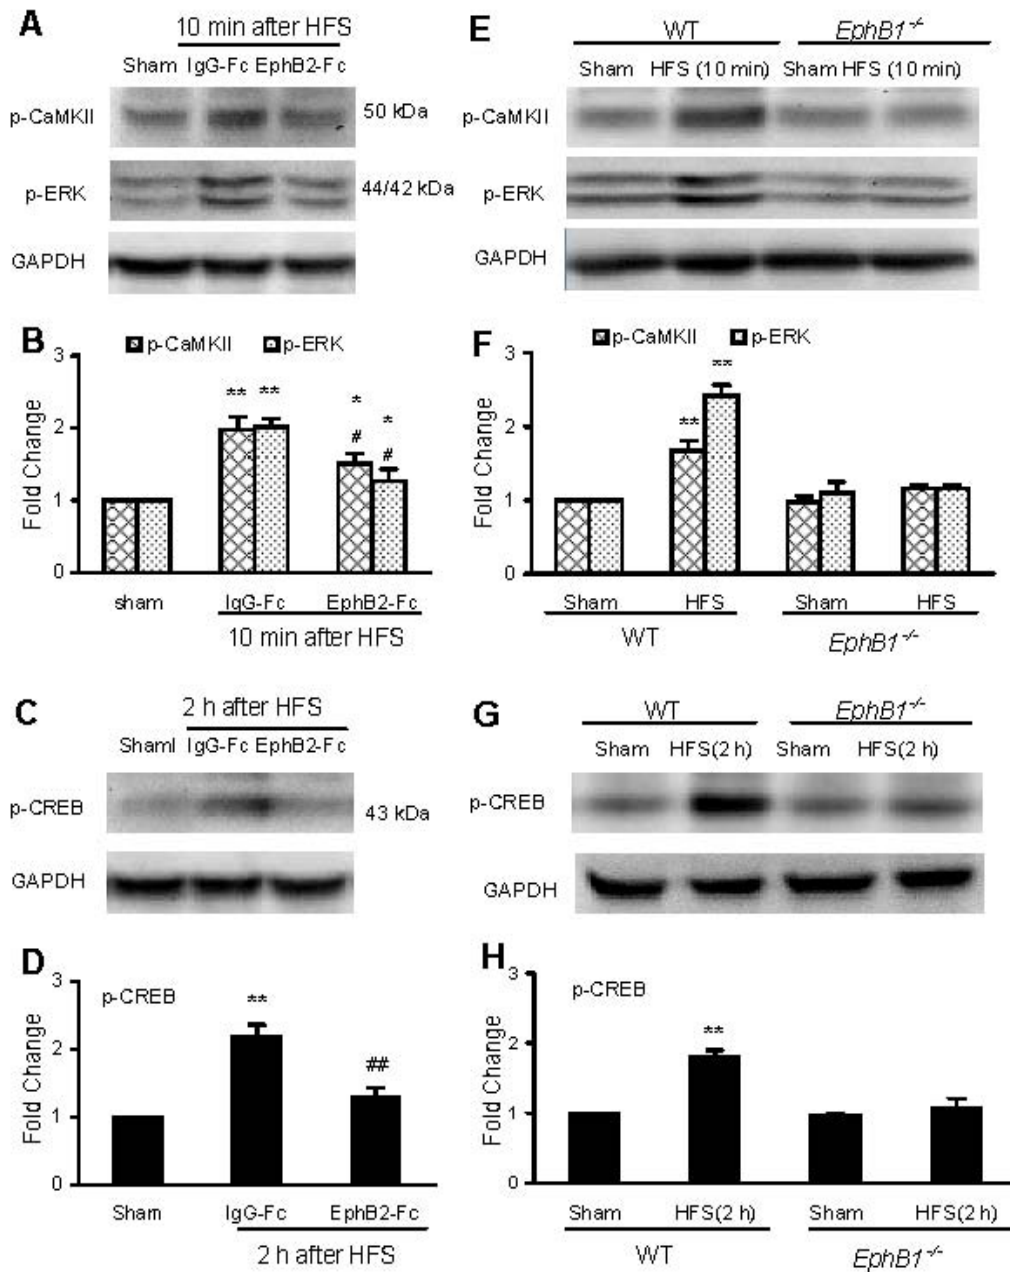 A
10 min after HFS
Sham IgG-Fc EphB2-Fc
p-CaMKII
50 kDa
p-ERK
44/42 kDa
GAPDH
B
p-CaMKII p-ERK
3
2
1
0
Fold Change
** ** * *
# #
sham IgG-Fc EphB2-Fc
10 min after HFS
C
2 h after HFS
Shaml IgG-Fc EphB2-Fc
p-CREB
43 kDa
GAPDH
D
p-CREB
3
2
1
0
Fold Change
** ##
Sham IgG-Fc EphB2-Fc
2 h after HFS
E
WT EphB1-/-
Sham HFS (10 min) Sham HFS (10 min)
p-CaMKII
p-ERK
GAPDH
F
p-CaMKII p-ERK
3
2
1
0
Fold Change
** **
Sham HFS Sham HFS
WT EphB1-/-
G
WT EphB1-/-
Sham HFS(2 h) Sham HFS(2 h)
p-CREB
GAPDH
H
p-CREB
3
2
1
0
Fold Change
**
Sham HFS(2 h) Sham HFS(2 h)
WT EphB1-/-